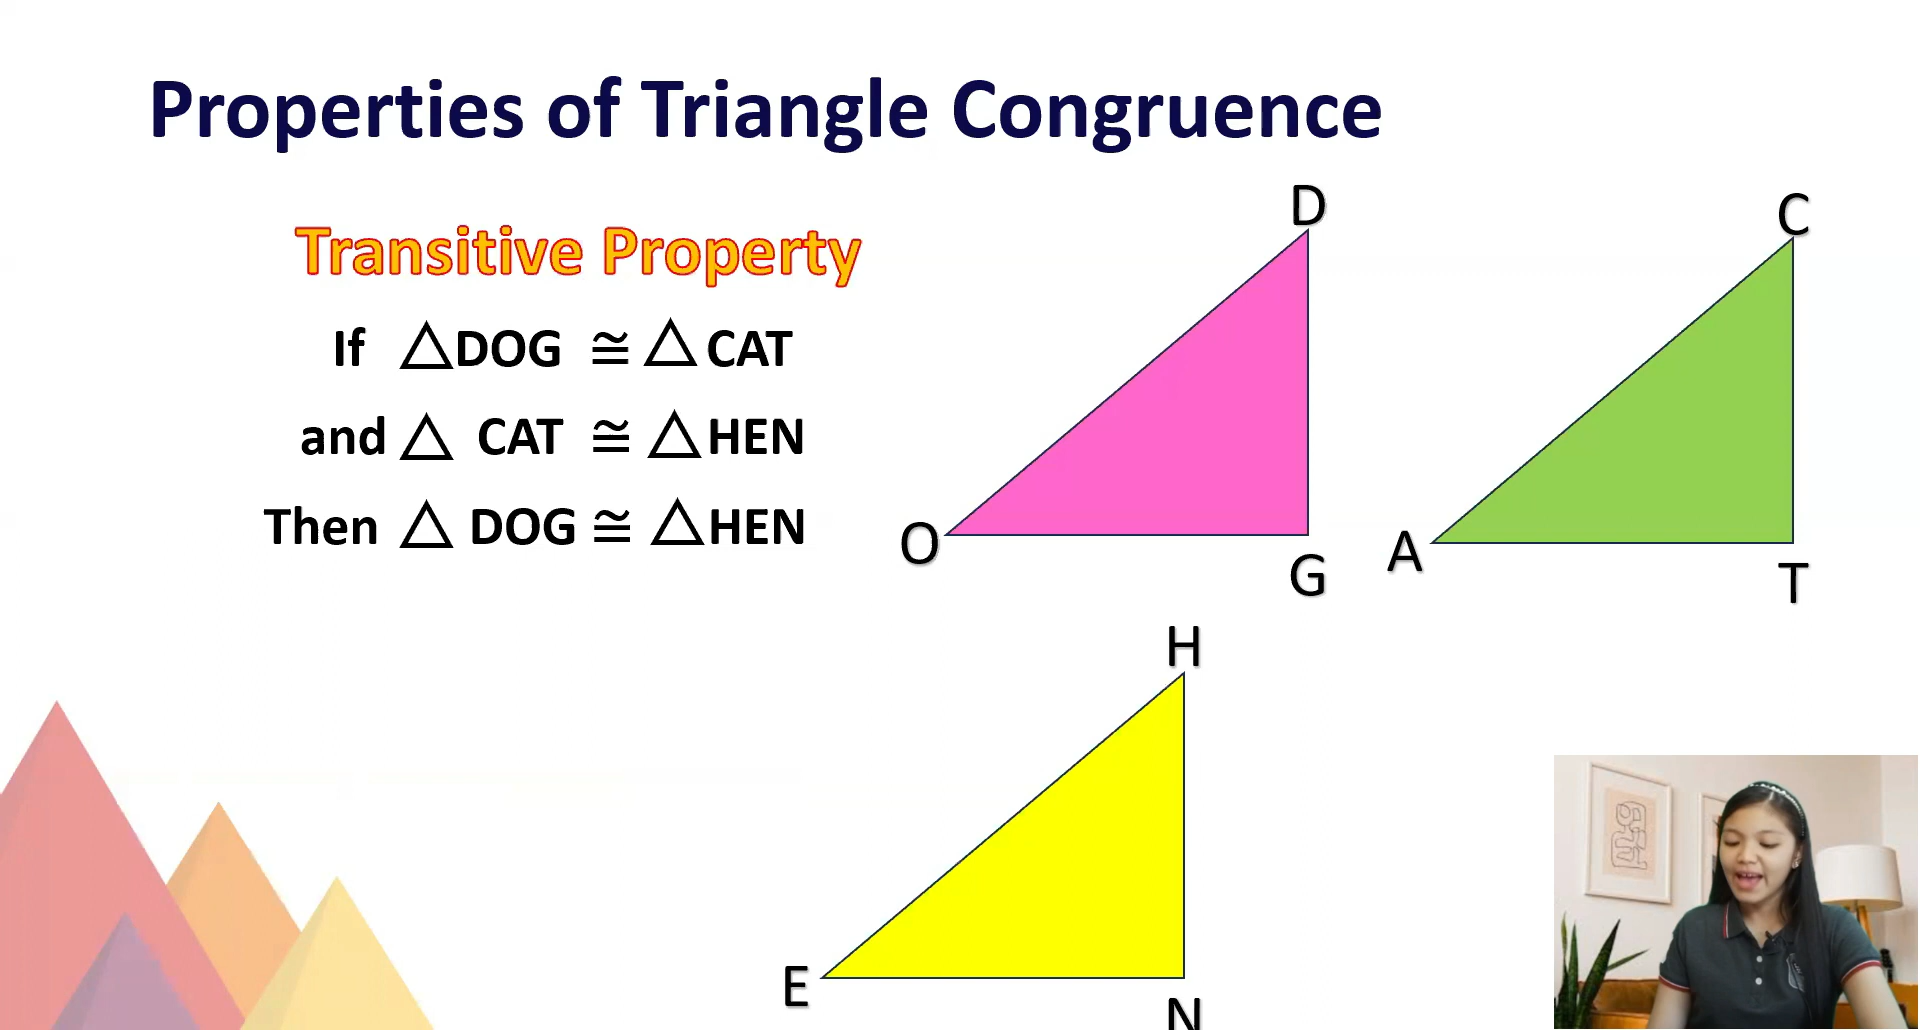 Properties of Triangle Congruence
Transitive Property
If △DOG ≅ △CAT
and △ CAT ≅ △HEN
Then △ DOG ≅ △HEN
D
O
G
C
A
T
H
E
N